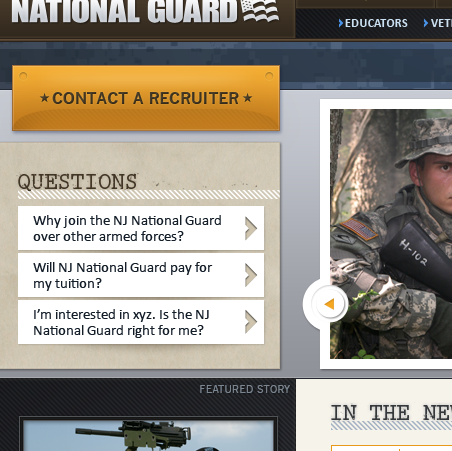 NATIONAL GUARD
EDUCATORS
★CONTACT A RECRUITER★
QUESTIONS
Why join the NJ National Guard
over other armed forces?
Will NJ National Guard pay for
my tuition?
I'm interested in xyz. Is the NJ
National Guard right for me?
H-102
FEATURED STORY
IN THE